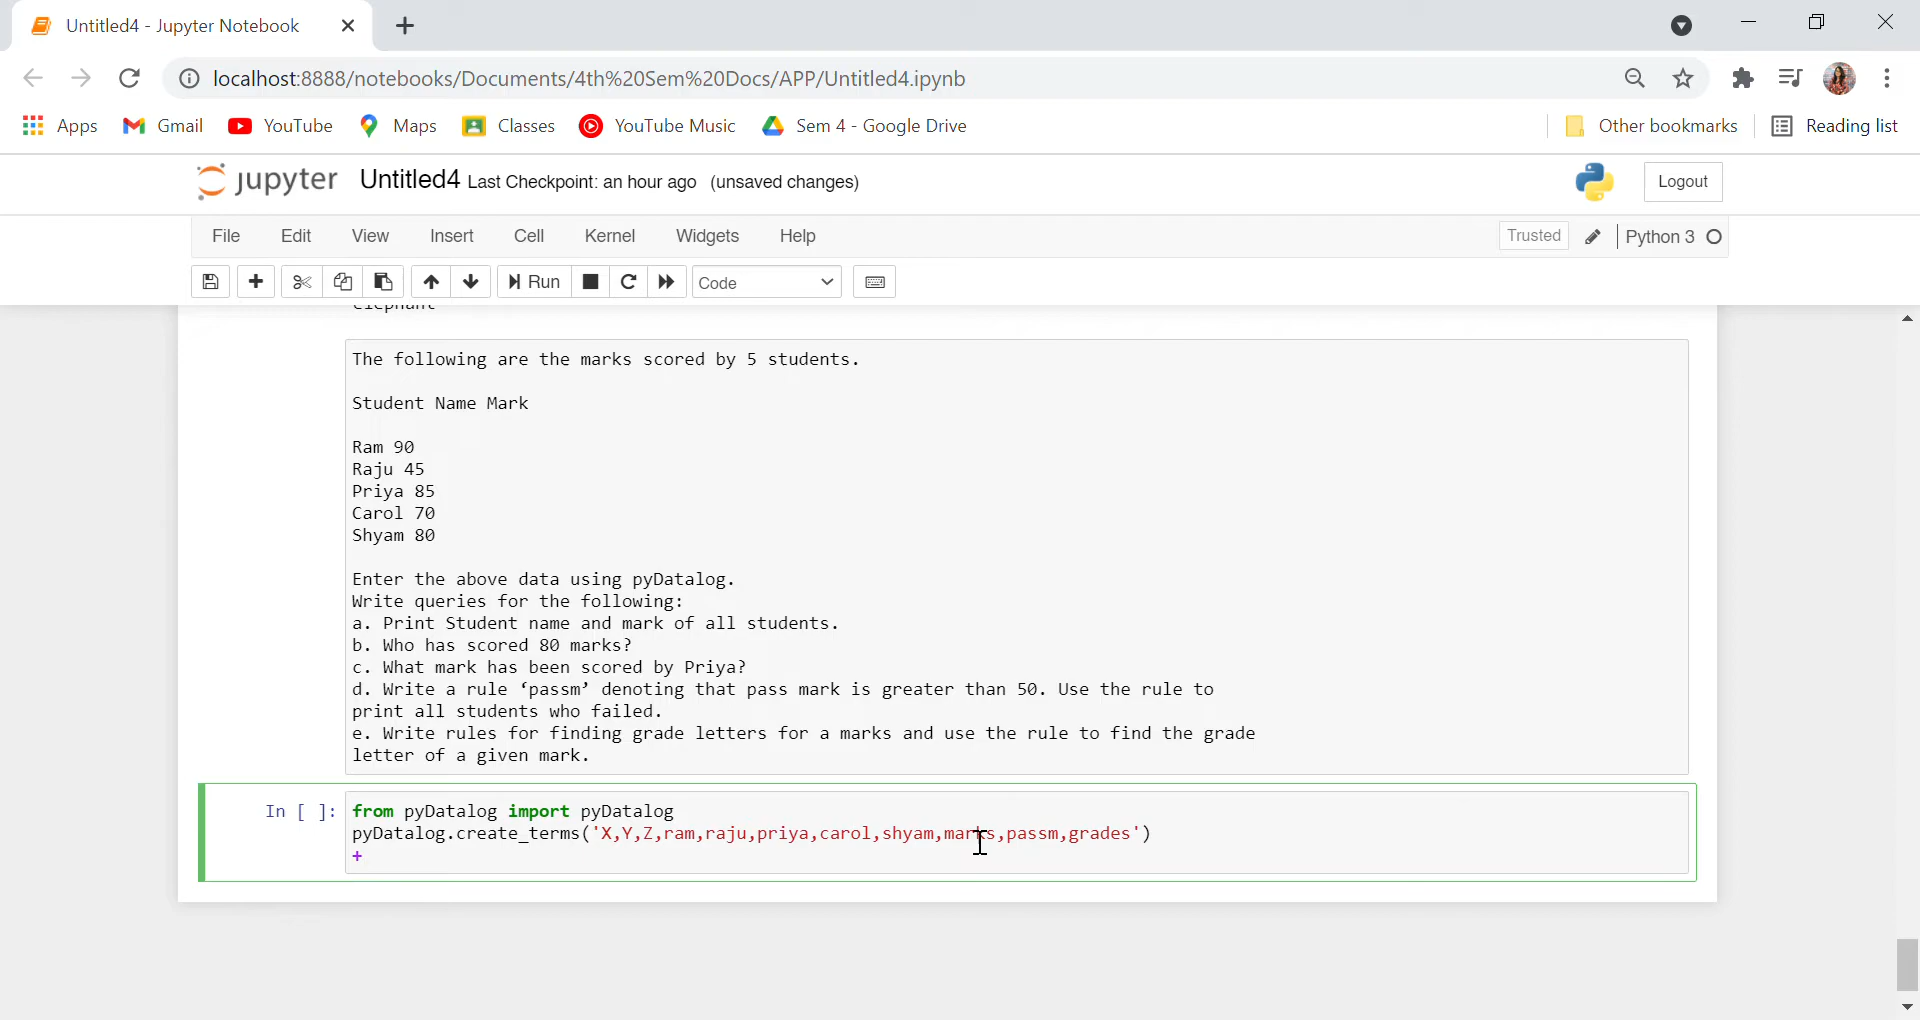 Untitled4 - Jupyter Notebook
localhost:8888/notebooks/Documents/4th%20Sem%20Docs/APP/Untitled4.ipynb
Apps Gmail YouTube Maps Classes YouTube Music Sem 4 - Google Drive Other bookmarks Reading list
jupyter Untitled4 Last Checkpoint: an hour ago (unsaved changes) Logout
File Edit View Insert Cell Kernel Widgets Help Trusted Python 3
Run Code
elephant
The following are the marks scored by 5 students.
Student Name Mark
Ram 90
Raju 45
Priya 85
Carol 70
Shyam 80
Enter the above data using pyDatalog.
Write queries for the following:
a. Print Student name and mark of all students.
b. Who has scored 80 marks?
c. What mark has been scored by Priya?
d. Write a rule ‘passm’ denoting that pass mark is greater than 50. Use the rule to
print all students who failed.
e. Write rules for finding grade letters for a marks and use the rule to find the grade
letter of a given mark.
In [ ]: from pyDatalog import pyDatalog
pyDatalog.create_terms('X,Y,Z,ram,raju,priya,carol,shyam,marks,passm,grades')
+